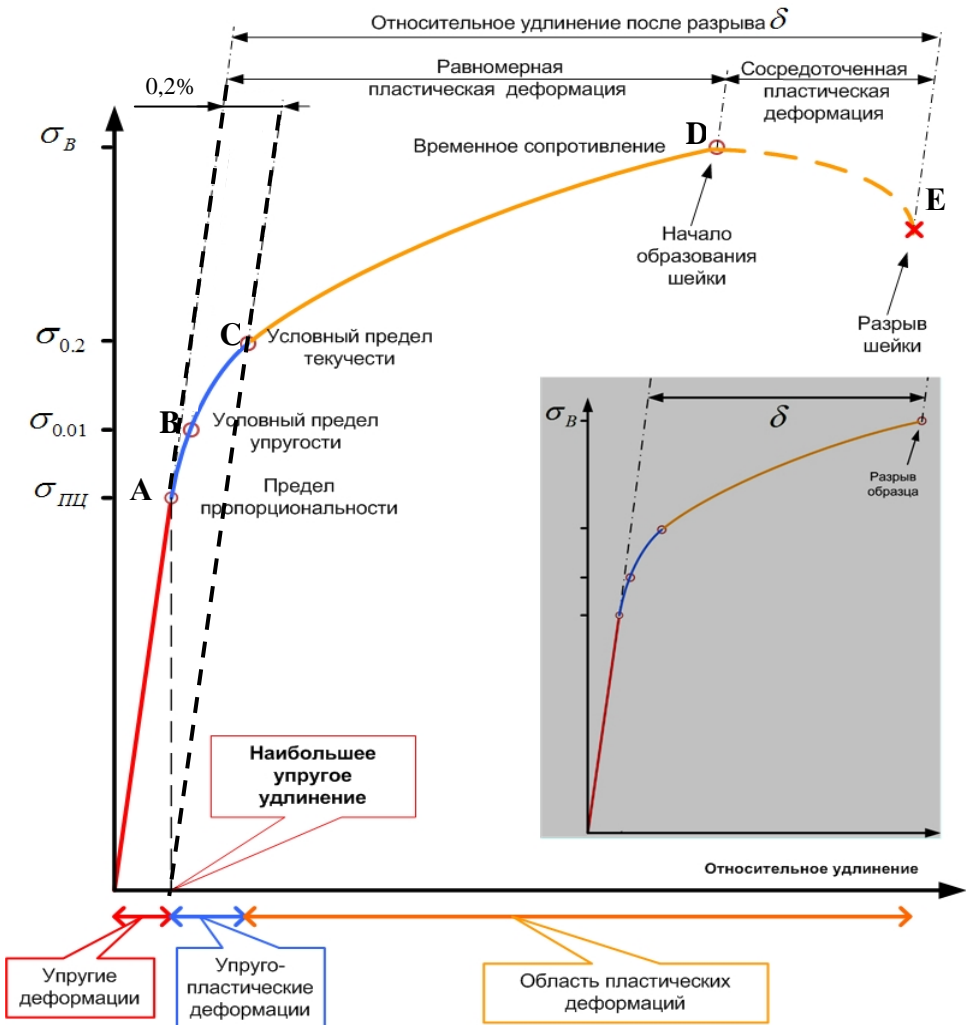 Относительное удлинение после разрыва δ
Равномерная
пластическая деформация
Сосредоточенная
пластическая
деформация
0,2%
σВ
Временное сопротивление
D
E
Начало
образования
шейки
Разрыв
шейки
σ0.2
C
Условный предел
текучести
σ0.01
B
Условный предел
упругости
σПЦ
A
Предел
пропорциональности
σВ
δ
Разрыв
образца
Наибольшее
упругое
удлинение
Относительное удлинение
Упругие
деформации
Упруго-
пластические
деформации
Область пластических
деформаций